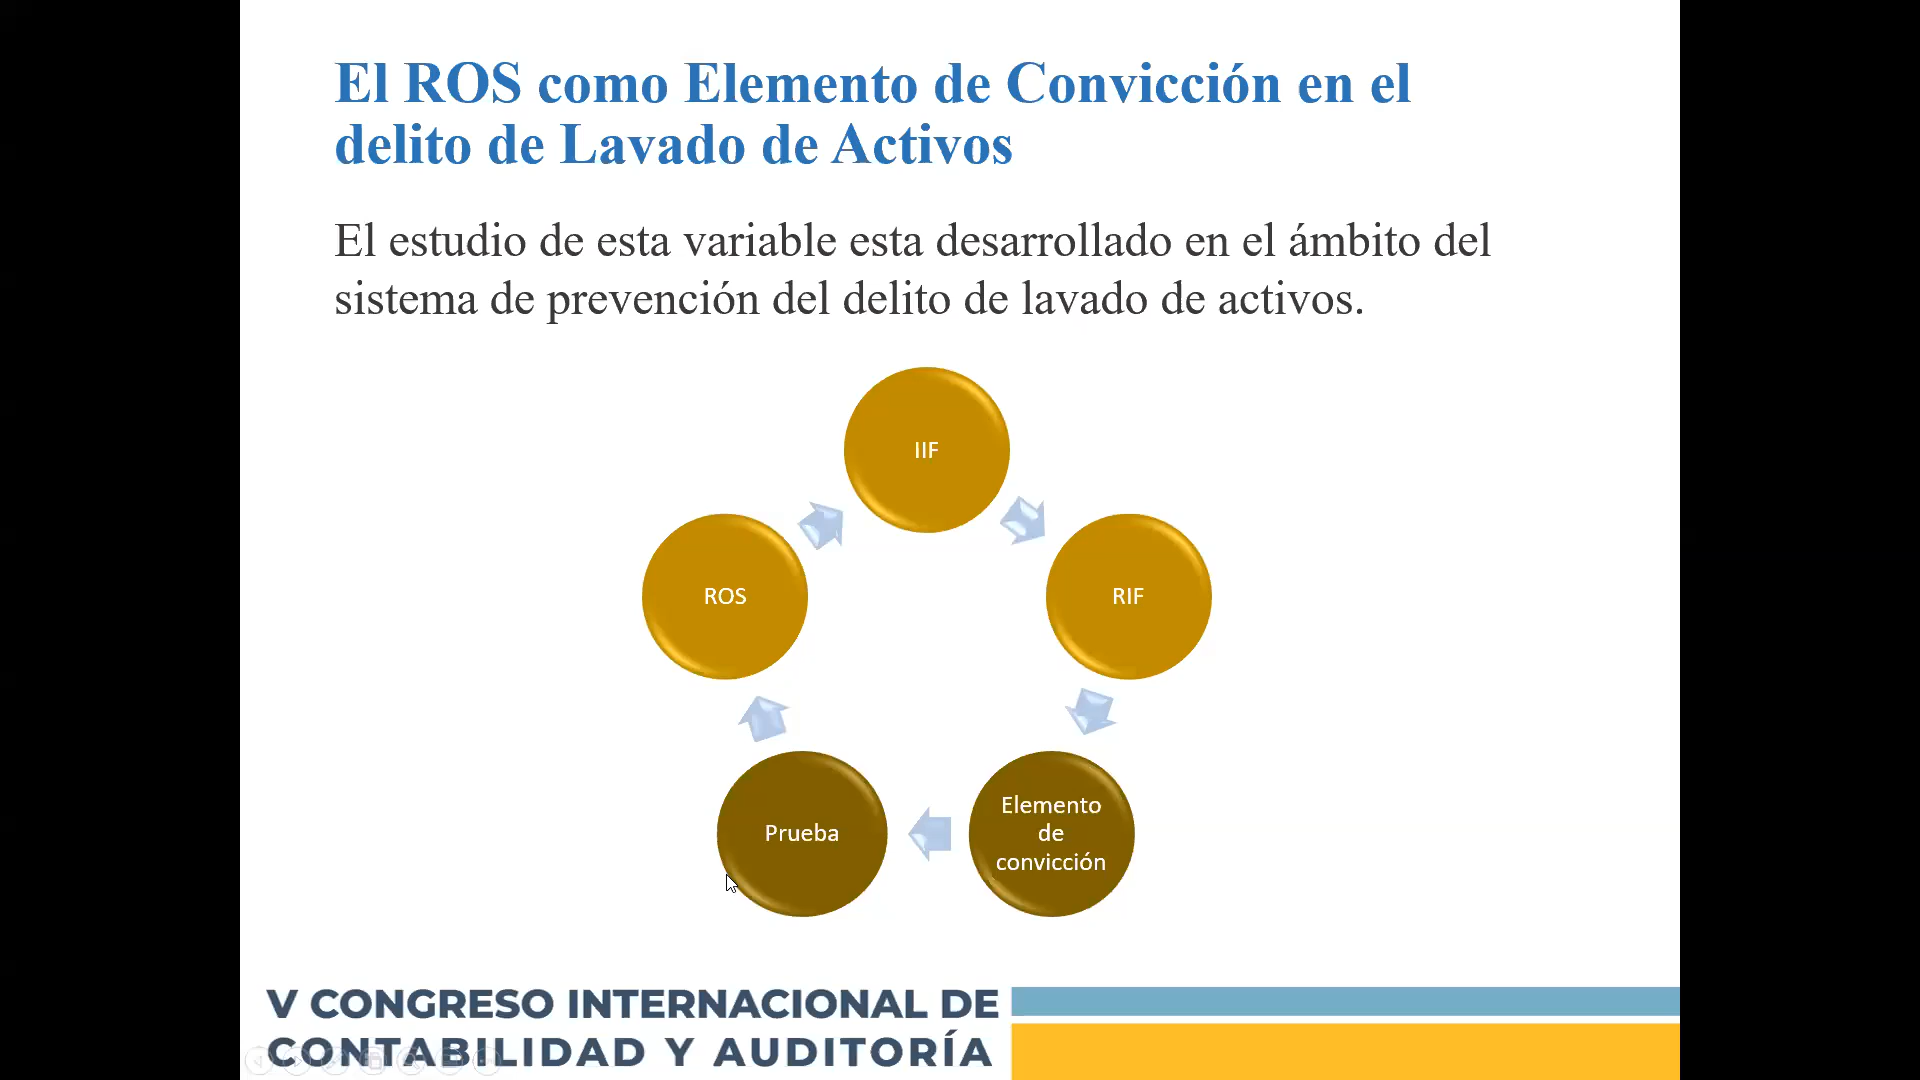 El ROS como Elemento de Convicción en el
delito de Lavado de Activos
El estudio de esta variable esta desarrollado en el ámbito del
sistema de prevención del delito de lavado de activos.
IIF
ROS
RIF
Prueba
Elemento
de
convicción
V CONGRESO INTERNACIONAL DE
CONTABILIDAD Y AUDITORÍA